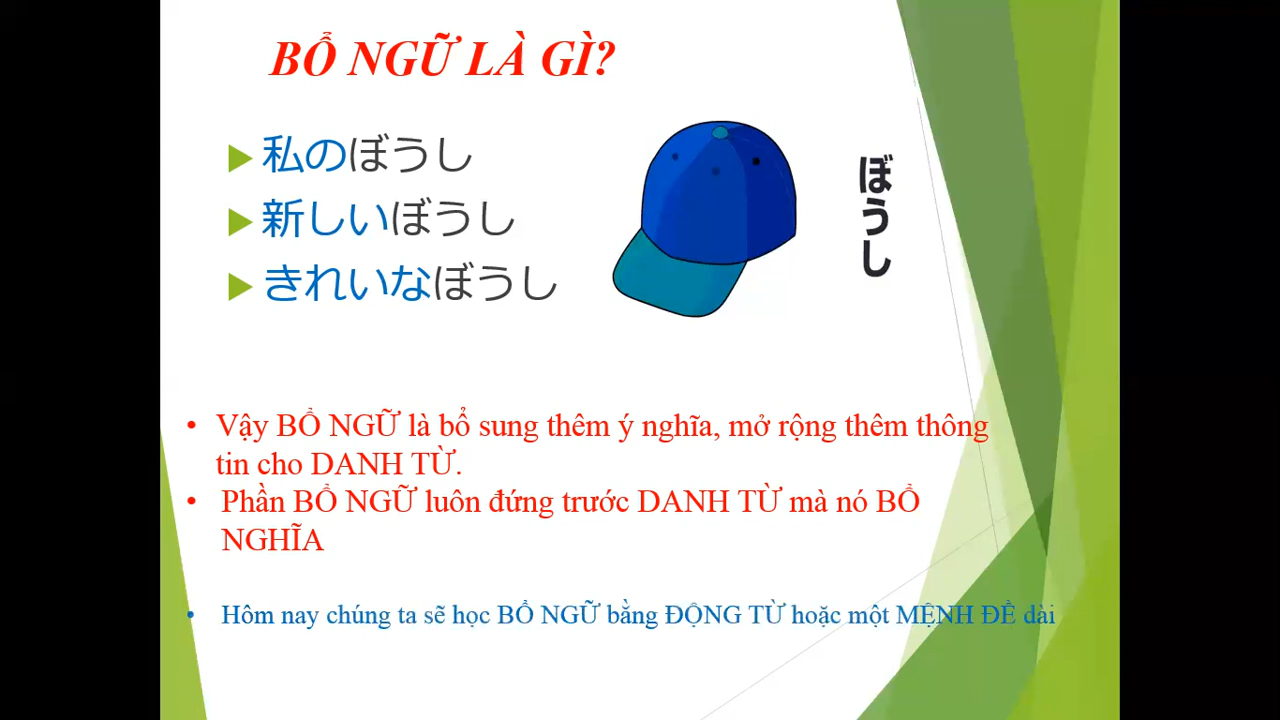 BỔ NGỮ LÀ GÌ?
私のぼうし
新しいぼうし
きれいなぼうし
ぼうし
Vậy BỔ NGỮ là bổ sung thêm ý nghĩa, mở rộng thêm thông
tin cho DANH TỪ.
Phần BỔ NGỮ luôn đứng trước DANH TỪ mà nó BỔ
NGHĨA
Hôm nay chúng ta sẽ học BỔ NGỮ bằng ĐỘNG TỪ hoặc một MỆNH ĐỀ dài